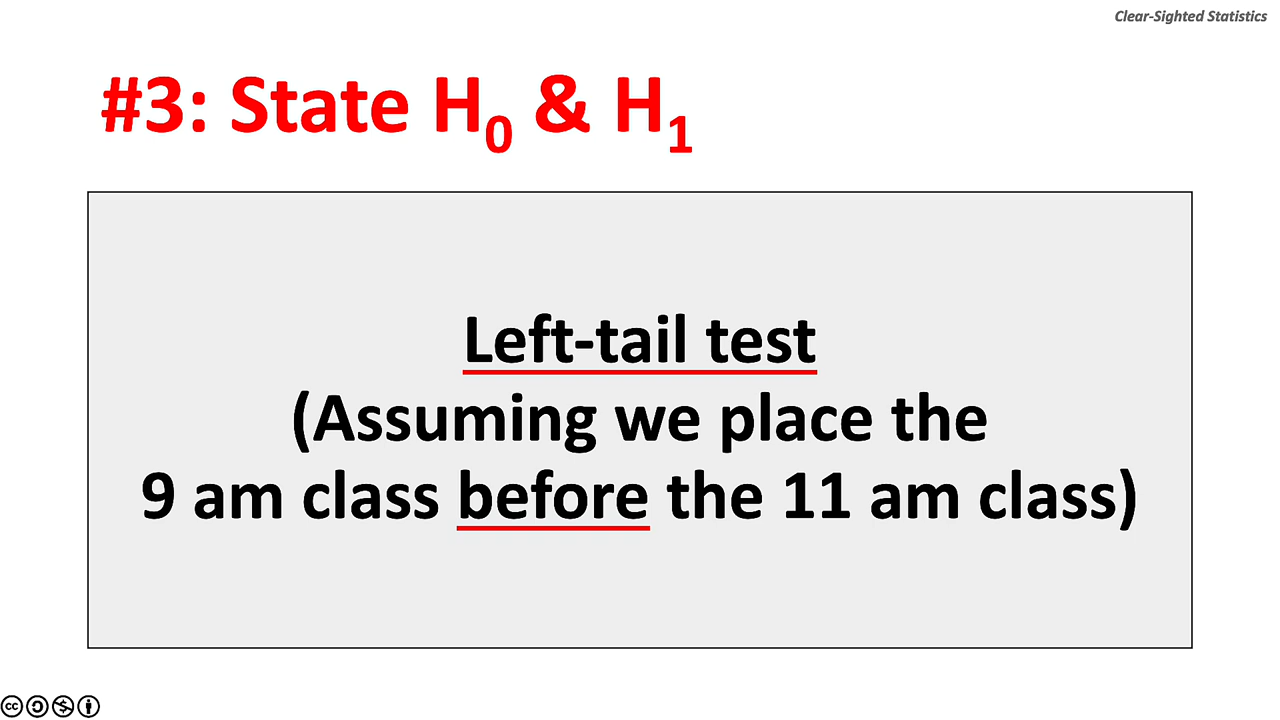 Clear-Sighted Statistics
#3: State H₀ & H₁
Left-tail test
(Assuming we place the
9 am class before the 11 am class)
cc